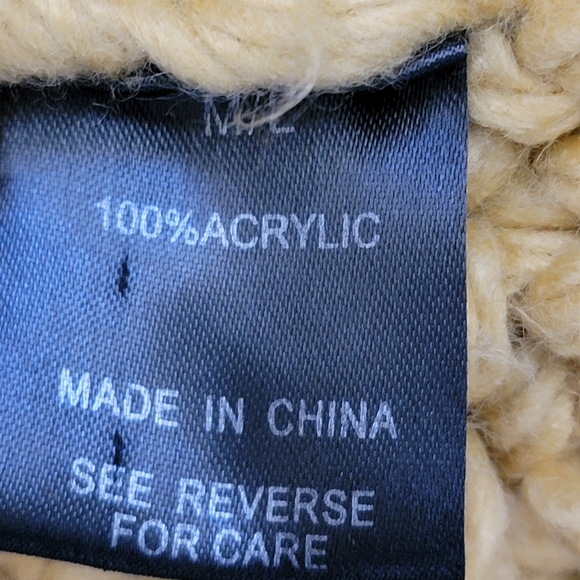 M/L
100%ACRYLIC
MADE IN CHINA
SEE REVERSE
FOR CARE